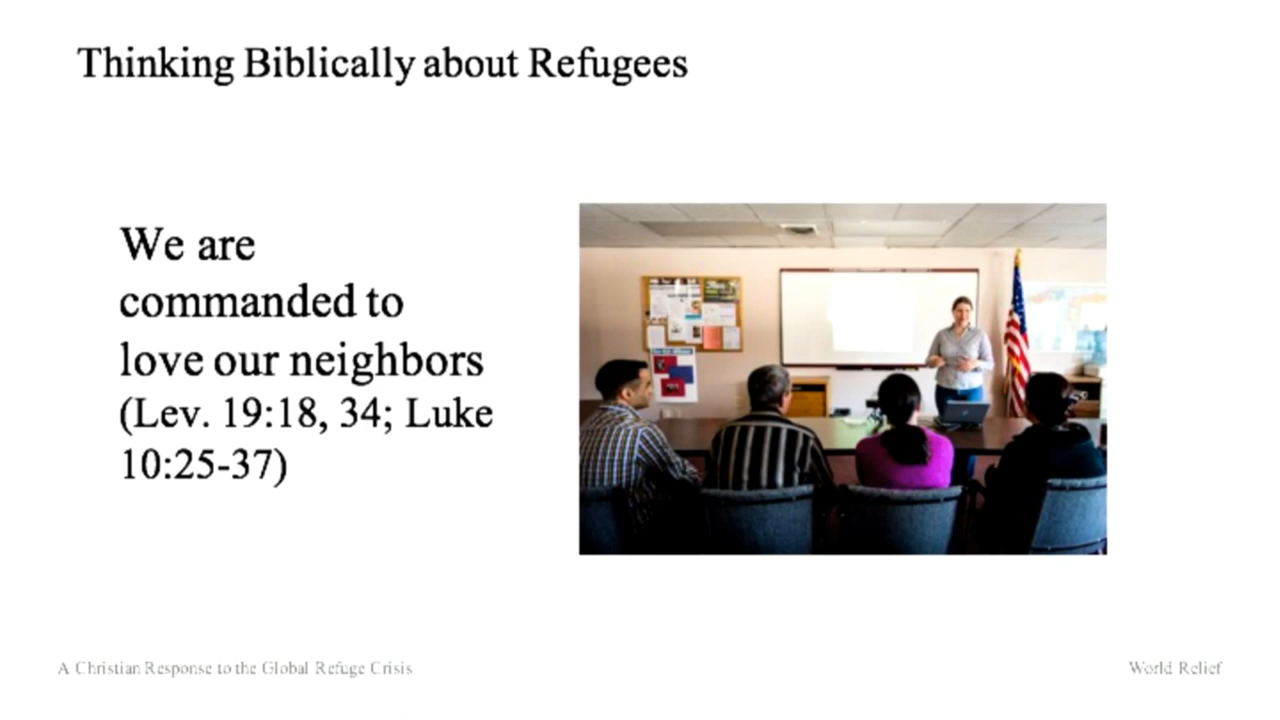 Thinking Biblically about Refugees
We are
commanded to
love our neighbors
(Lev. 19:18, 34; Luke
10:25-37)
A Christian Response to the Global Refuge Crisis
World Relief